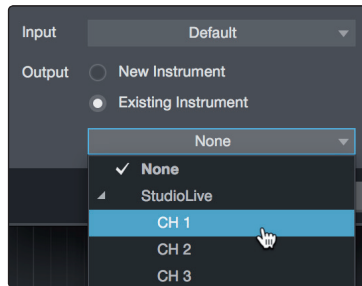 Input Default
Output New Instrument
Existing Instrument
None
None
StudioLive
CH 1
CH 2
CH 3